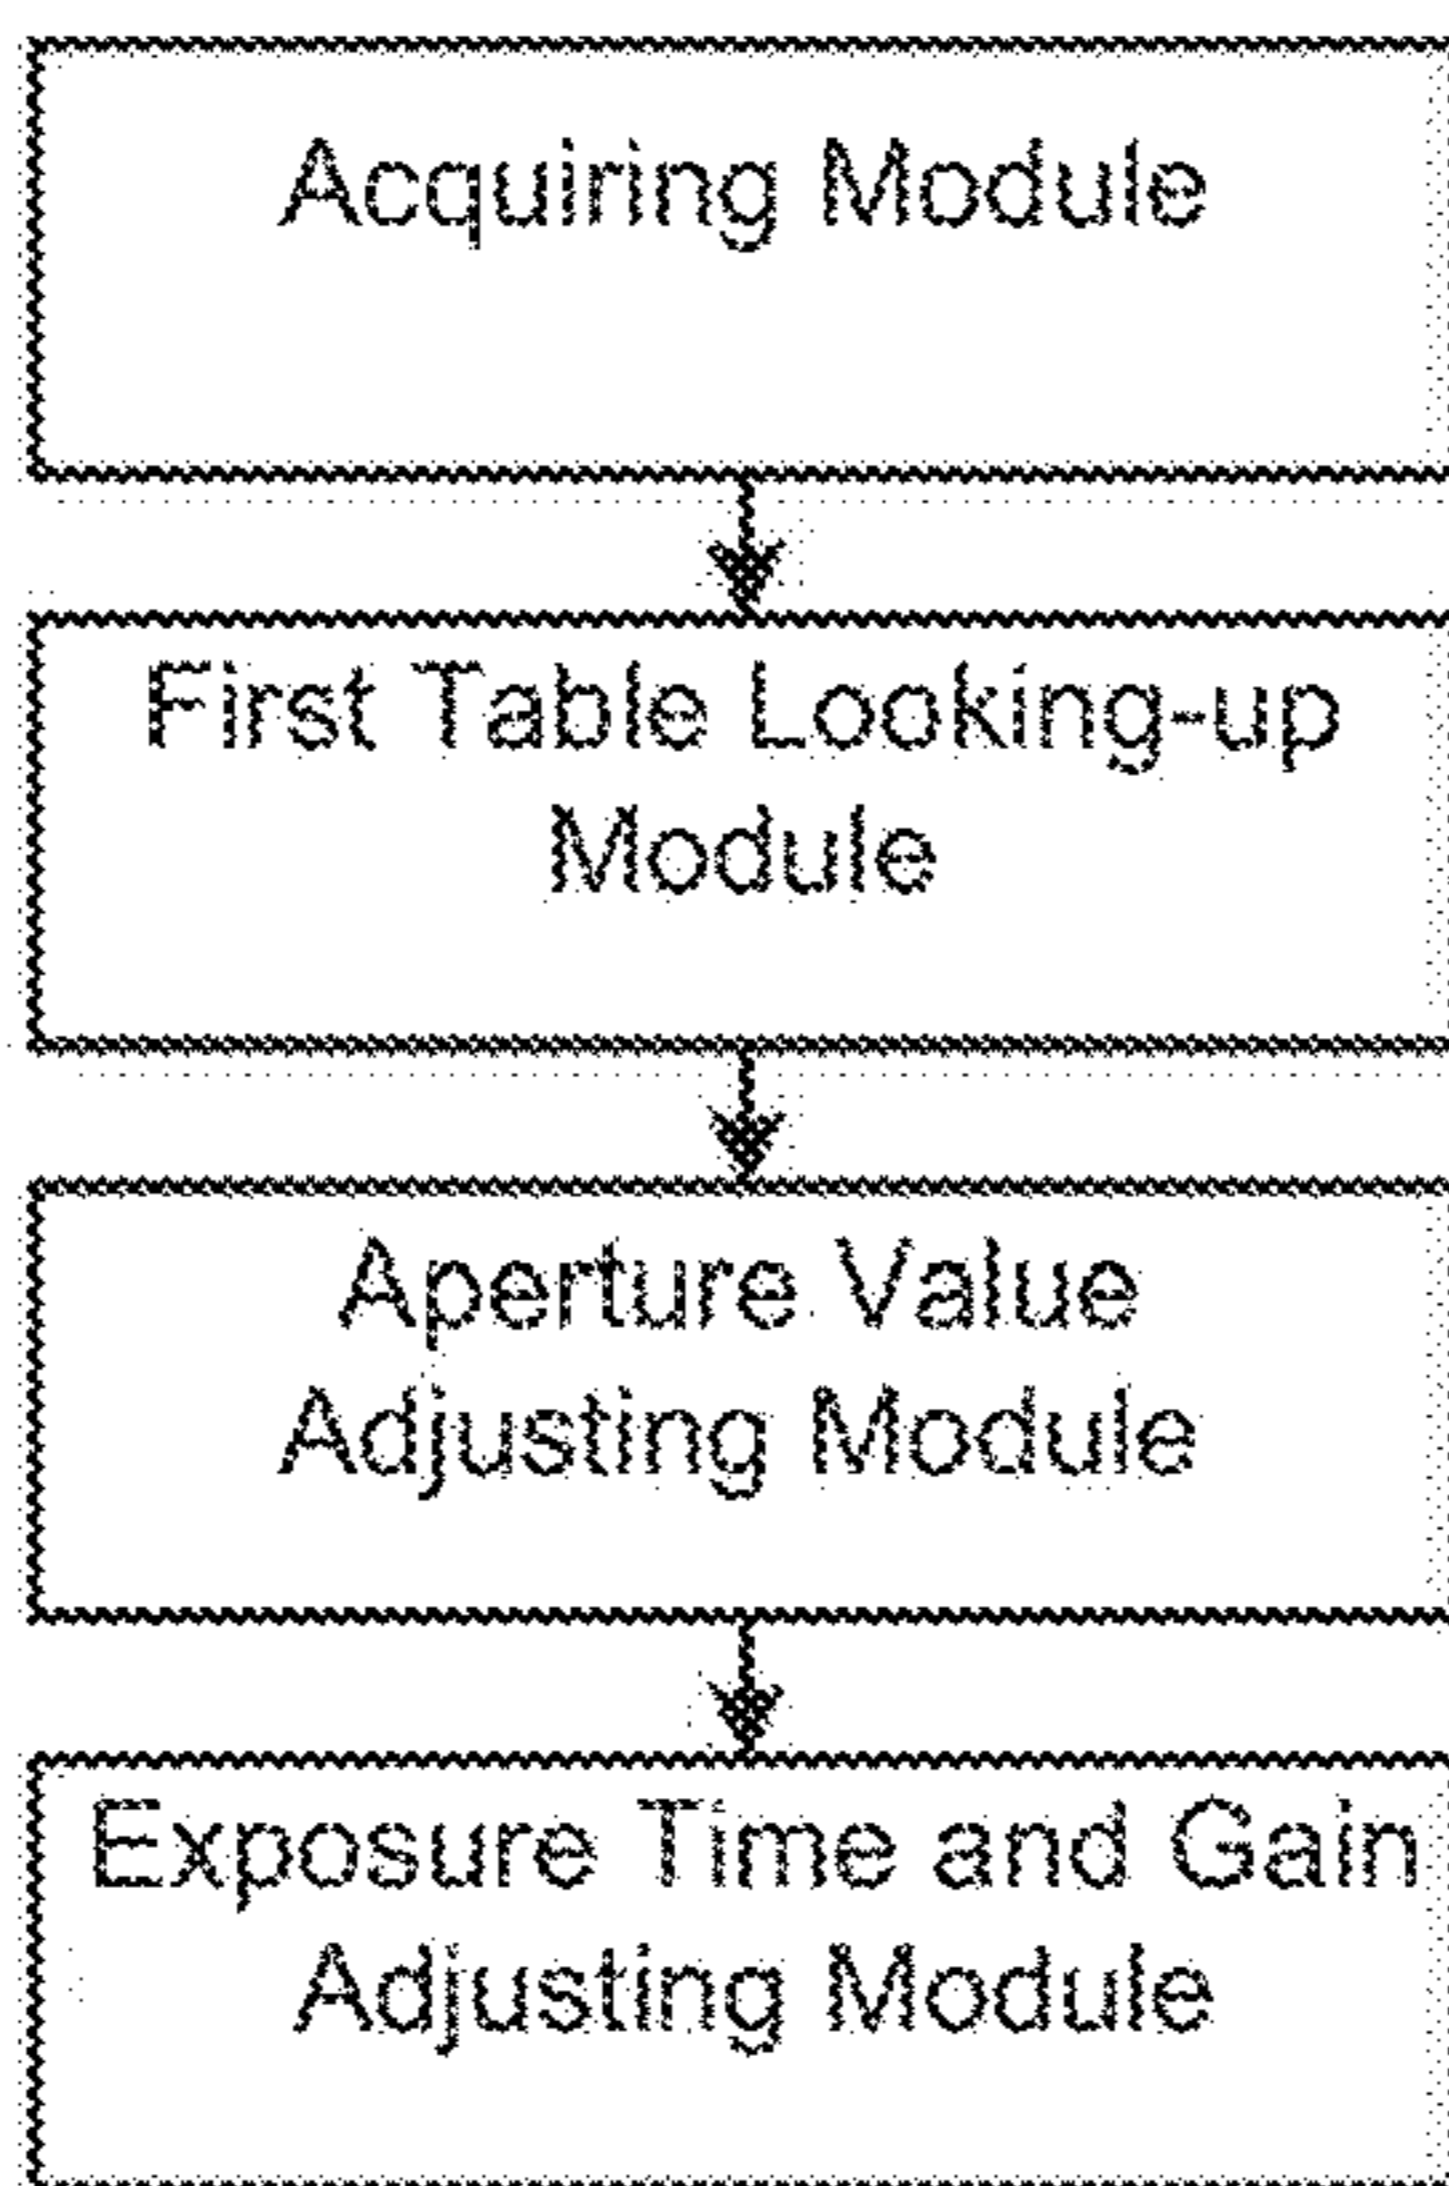 Acquiring Module
First Table Looking-up
Module
Aperture Value
Adjusting Module
Exposure Time and Gain
Adjusting Module